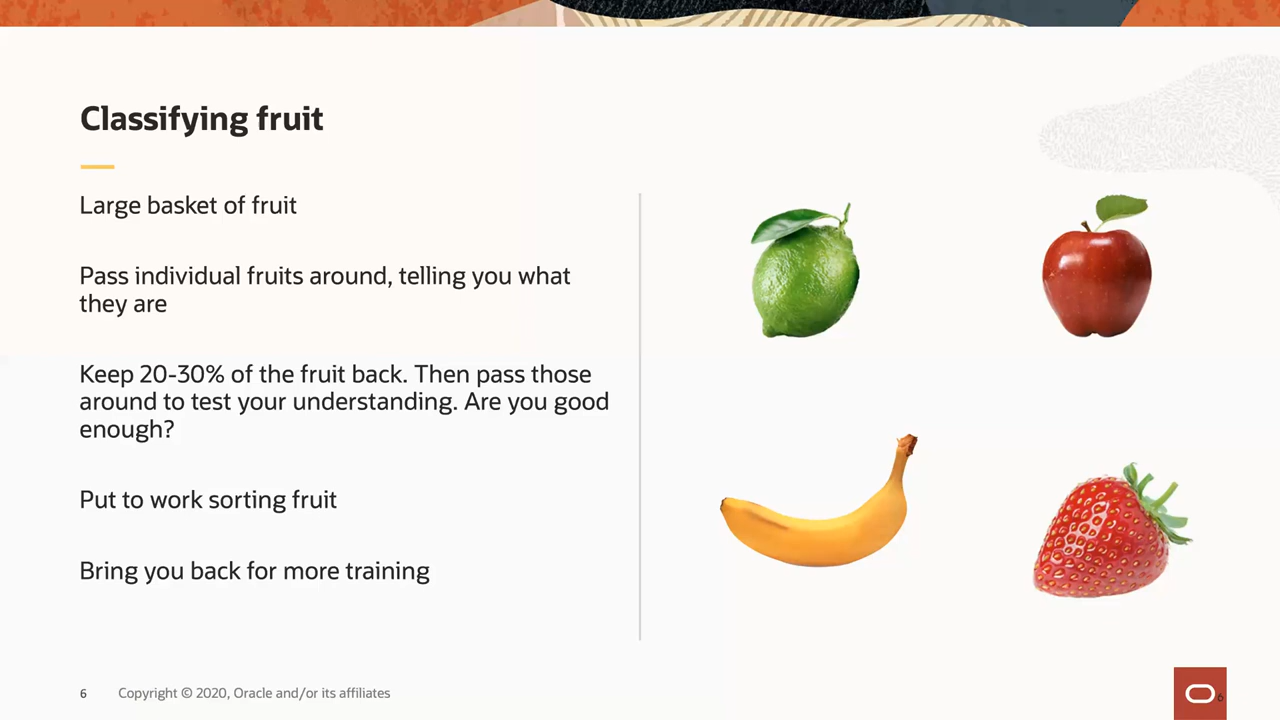 Classifying fruit
Large basket of fruit
Pass individual fruits around, telling you what
they are
Keep 20-30% of the fruit back. Then pass those
around to test your understanding. Are you good
enough?
Put to work sorting fruit
Bring you back for more training
6
Copyright © 2020, Oracle and/or its affiliates
6